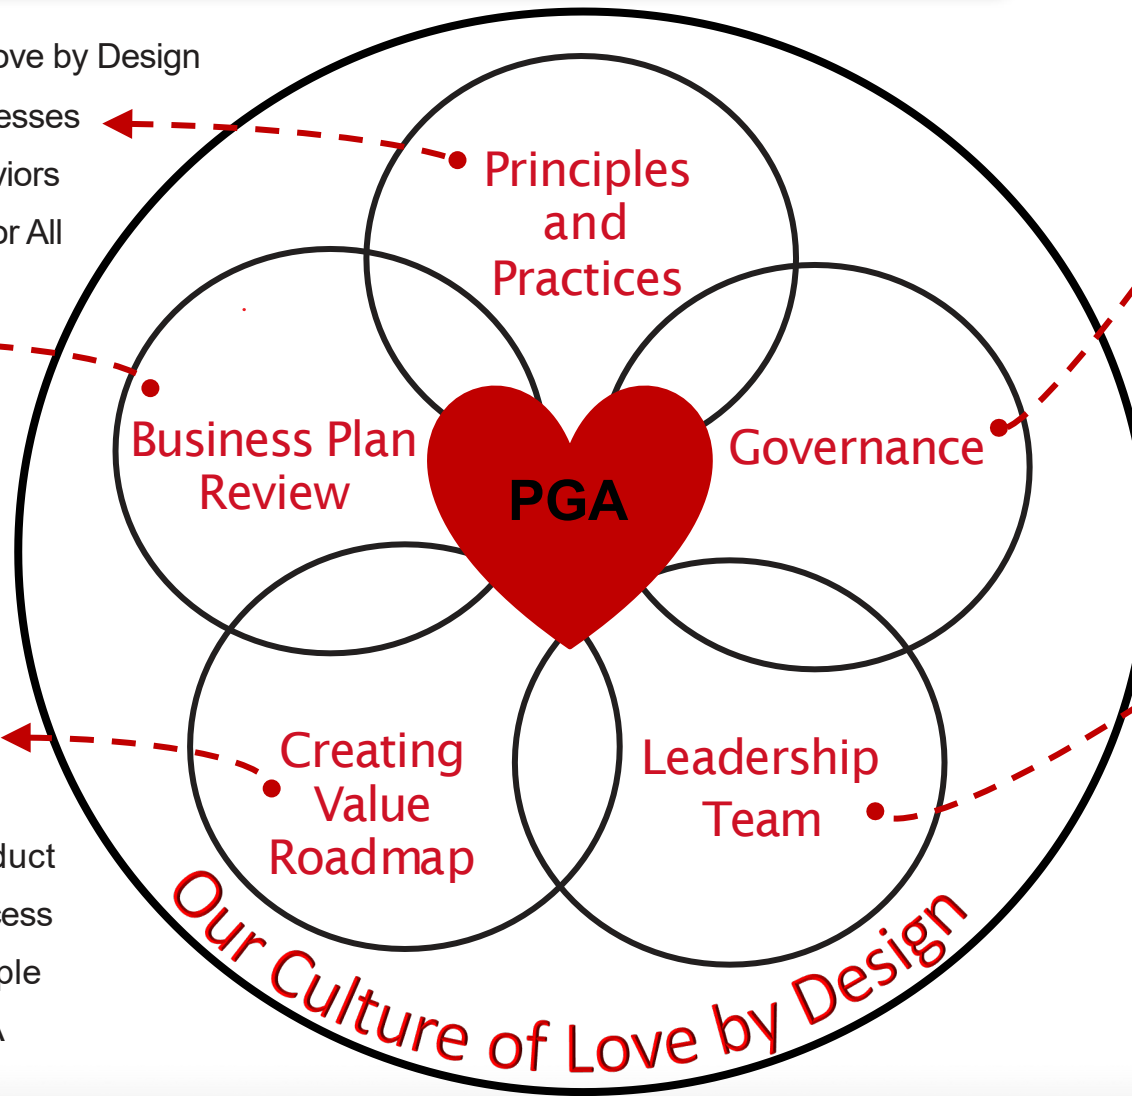 ove by Design
esses
viors
or All
Principles
and
Practices
Business Plan
Review
PGA
Governance
Creating
Value
Roadmap
Leadership
Team
duct
cess
ple
A
Our Culture of Love by Design